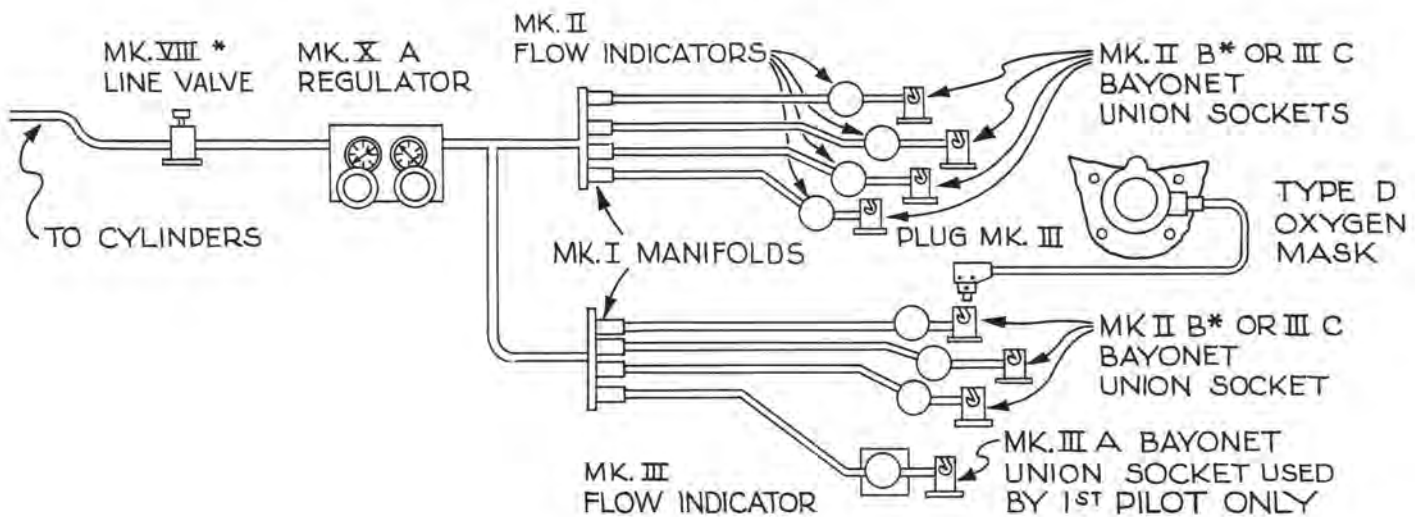 MK. VIII *
LINE VALVE
MK. X A
REGULATOR
MK. II
FLOW INDICATORS
MK. II B* OR III C
BAYONET
UNION SOCKETS
TO CYLINDERS
MK. I MANIFOLDS
PLUG MK. III
TYPE D
OXYGEN
MASK
MK II B* OR III C
BAYONET
UNION SOCKET
MK. III
FLOW INDICATOR
MK. III A BAYONET
UNION SOCKET USED
BY 1ST PILOT ONLY